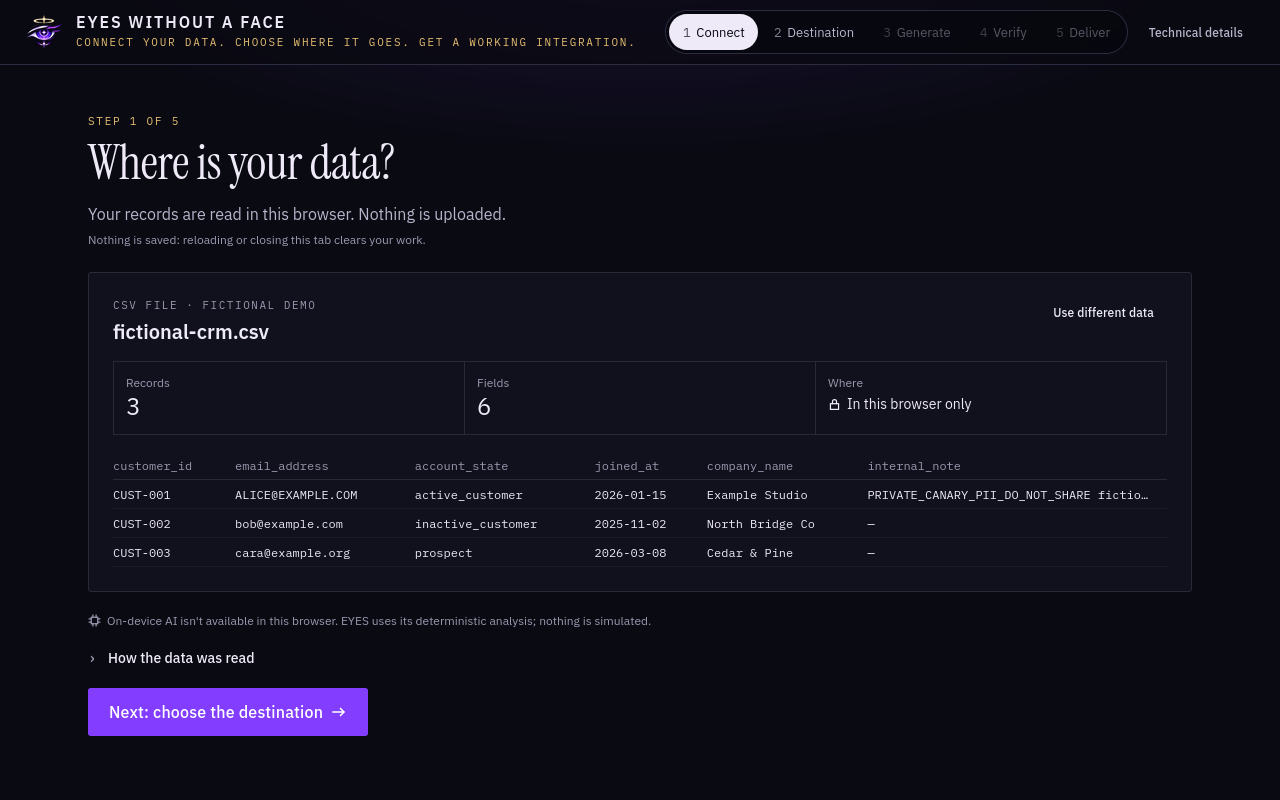 EYES WITHOUT A FACE
CONNECT YOUR DATA. CHOOSE WHERE IT GOES. GET A WORKING INTEGRATION.
1 Connect
2 Destination
3 Generate
4 Verify
5 Deliver
Technical details
STEP 1 OF 5
Where is your data?
Your records are read in this browser. Nothing is uploaded.
Nothing is saved: reloading or closing this tab clears your work.
CSV FILE · FICTIONAL DEMO
fictional-crm.csv
Use different data
Records
3
Fields
6
Where
In this browser only
customer_id email_address account_state joined_at company_name internal_note
CUST-001 ALICE@EXAMPLE.COM active_customer 2026-01-15 Example Studio PRIVATE_CANARY_PII_DO_NOT_SHARE fictio…
CUST-002 bob@example.com inactive_customer 2025-11-02 North Bridge Co —
CUST-003 cara@example.org prospect 2026-03-08 Cedar & Pine —
On-device AI isn't available in this browser. EYES uses its deterministic analysis; nothing is simulated.
› How the data was read
Next: choose the destination →